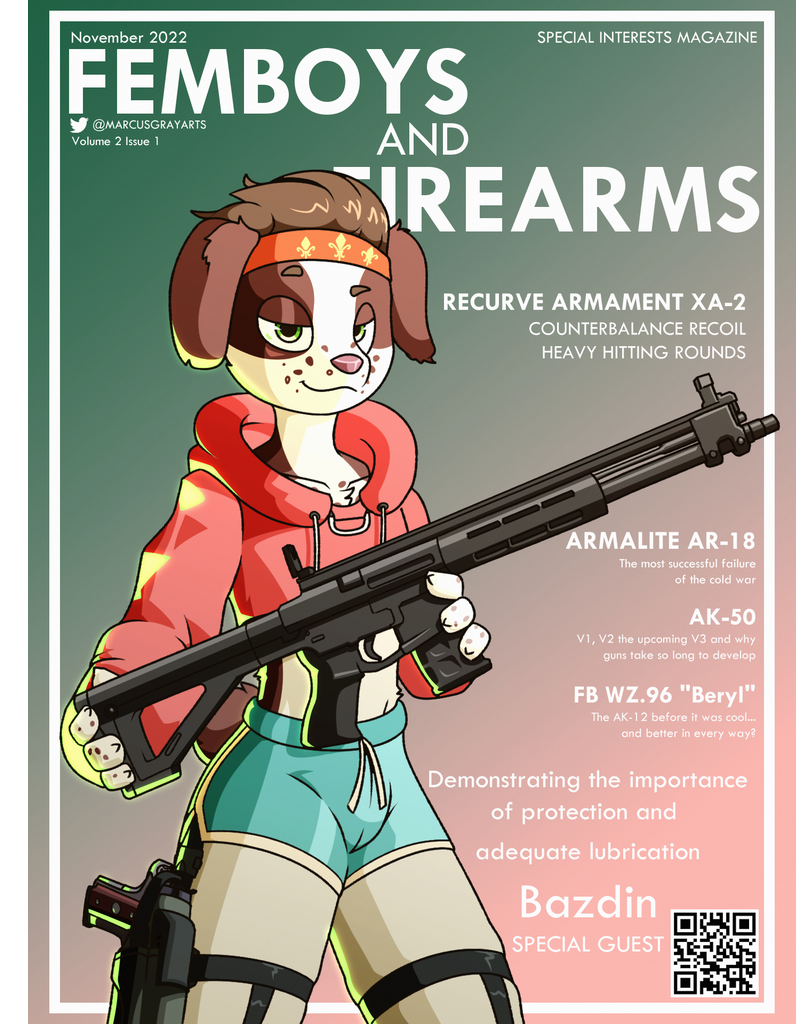 November 2022
SPECIAL INTERESTS MAGAZINE
FEMBOYS
@MARCUSGRAYARTS
AND
Volume 2 Issue 1
FIREARMS
RECURVE ARMAMENT XA-2
COUNTERBALANCE RECOIL
HEAVY HITTING ROUNDS
ARMALITE AR-18
The most successful failure
of the cold war
AK-50
V1, V2 the upcoming V3 and why
guns take so long to develop
FB WZ.96 "Beryl"
The AK-12 before it was cool...
and better in every way?
Demonstrating the importance
of protection and
adequate lubrication
Bazdin
SPECIAL GUEST